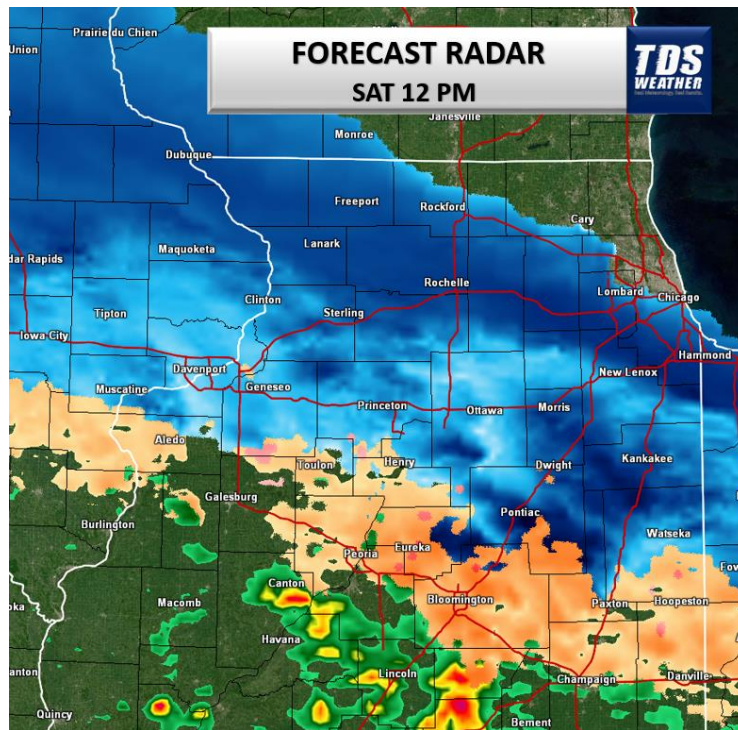 Prairie du Chien
Union
FORECAST RADAR
SAT 12 PM
TDS
WEATHER
Janesville
Monroe
Dubuque
Freeport
Rockford
Cary
Lanark
Maquoketa
dar Rapids
Rochelle
Clinton
Lombard
Chicago
Tipton
Sterling
Iowa City
Hammond
Davenport
New Lenox
Geneseo
Muscatine
Princeton
Ottawa
Morris
Aledo
Toulon
Henry
Dwight
Kankakee
Galesburg
Pontiac
Burlington
Watseka
Eureka
Peoria
Fow
Canton
Macomb
Bloomington
Paxton
Hoopeston
oka
Havana
anton
Lincoln
Champaign
Danville
Quincy
Bement